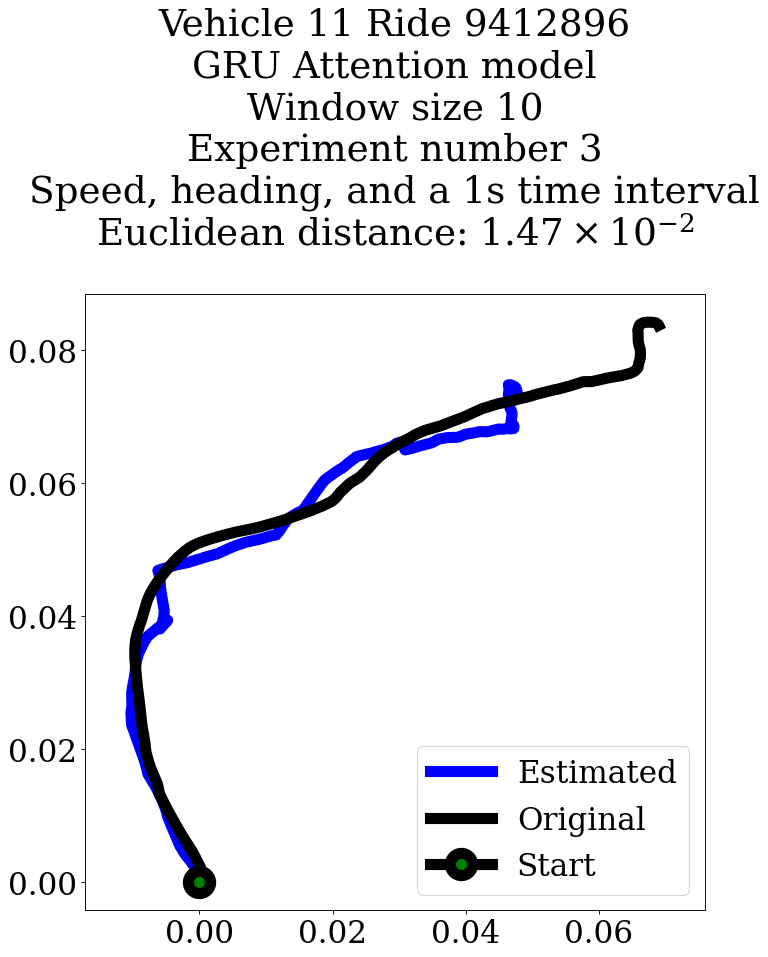 Vehicle 11 Ride 9412896
GRU Attention model
Window size 10
Experiment number 3
Speed, heading, and a 1s time interval
Euclidean distance: 1.47 × 10⁻²
0.08
0.06
0.04
0.02
0.00
Estimated
Original
Start
0.00 0.02 0.04 0.06